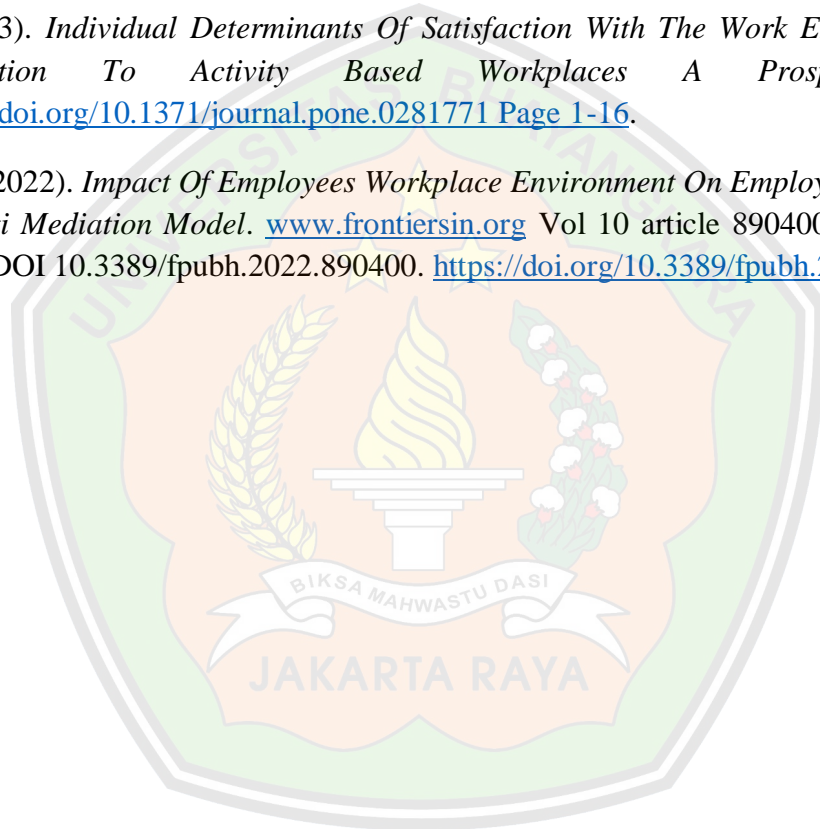 3). Individual Determinants Of Satisfaction With The Work E
tion To Activity Based Workplaces A Prosp
doi.org/10.1371/journal.pone.0281771 Page 1-16.
2022). Impact Of Employees Workplace Environment On Employ
i Mediation Model. www.frontiersin.org Vol 10 article 890400
DOI 10.3389/fpubh.2022.890400. https://doi.org/10.3389/fpubh.2
UNIVERSITAS BHAYANGKARA
BIKSA MAHWASTU DASI
JAKARTA RAYA